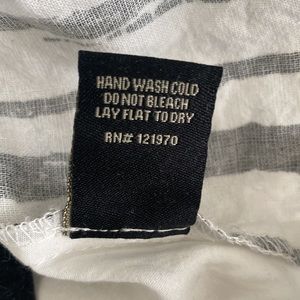 HAND WASH COLD
DO NOT BLEACH
LAY FLAT TO DRY
RN# 121970